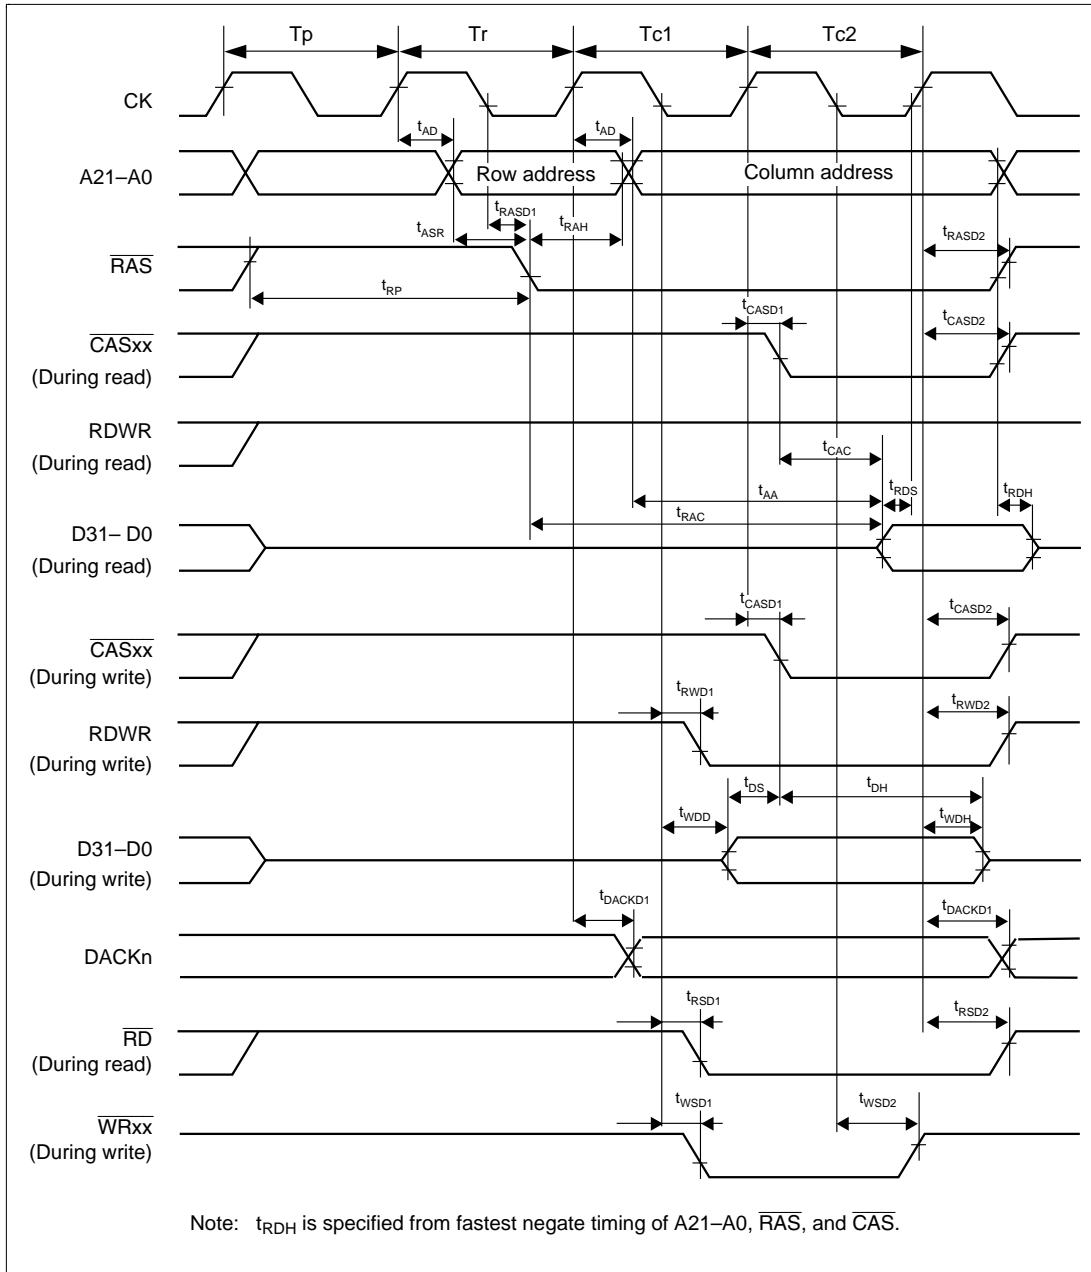 Tp Tr Tc1 Tc2
CK
tAD tAD
A21–A0 Row address Column address
tRASD1
tASR tRAH tRASD2
RAS
tRP
tCASD1 tCASD2
CASxx
(During read)
RDWR
(During read)
tCAC
tAA tRDS tRDH
tRAC
D31– D0
(During read)
tCASD1 tCASD2
CASxx
(During write)
tRWD1 tRWD2
RDWR
(During write)
tDS tDH
tWDD tWDH
D31–D0
(During write)
tDACKD1 tDACKD1
DACKn
tRSD1 tRSD2
RD
(During read)
tWSD1 tWSD2
WRxx
(During write)
Note: tRDH is specified from fastest negate timing of A21–A0, RAS, and CAS.